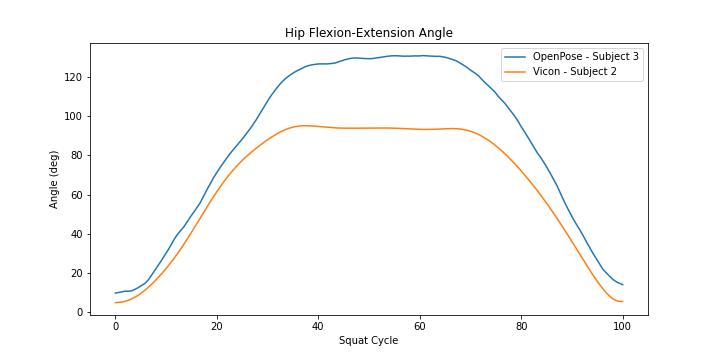 Hip Flexion-Extension Angle
OpenPose - Subject 3
Vicon - Subject 2
Angle (deg)
120
100
80
60
40
20
0
0 20 40 60 80 100
Squat Cycle